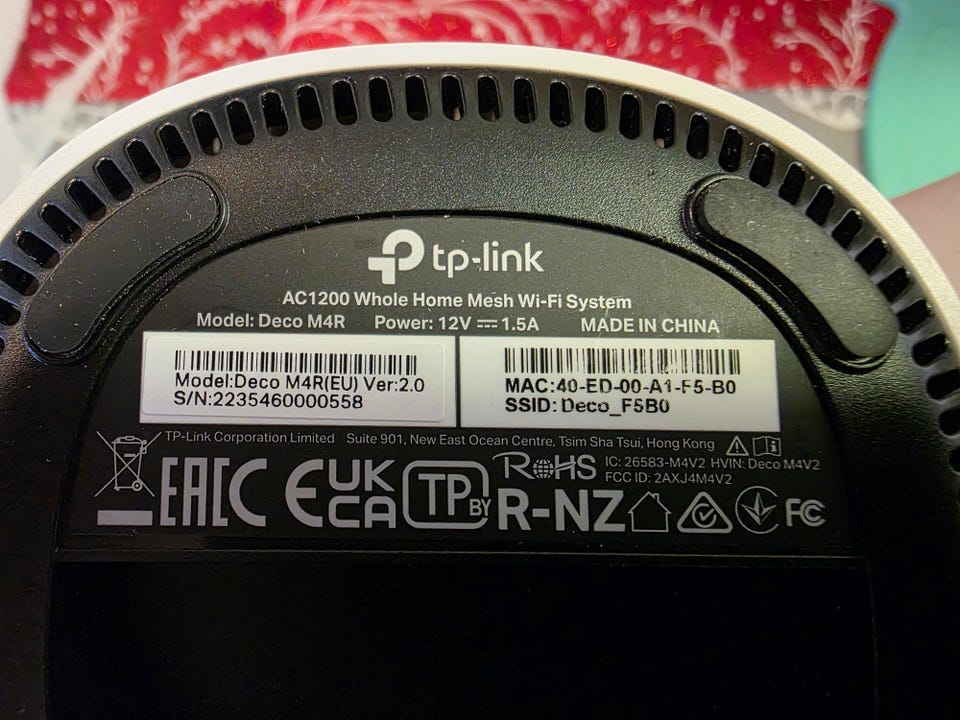 tp-link
AC1200 Whole Home Mesh Wi-Fi System
Model: Deco M4R Power: 12V 1.5A MADE IN CHINA
Model:Deco M4R(EU) Ver:2.0
S/N:2235460000558
MAC:40-ED-00-A1-F5-B0
SSID: Deco_F5B0
TP-Link Corporation Limited Suite 901, New East Ocean Centre, Tsim Sha Tsui, Hong Kong
RoHS
IC: 26583-M4V2 HVIN: Deco M4V2
FCC ID: 2AXJ4M4V2
EAC CE UKCA TP BY R-NZ FC